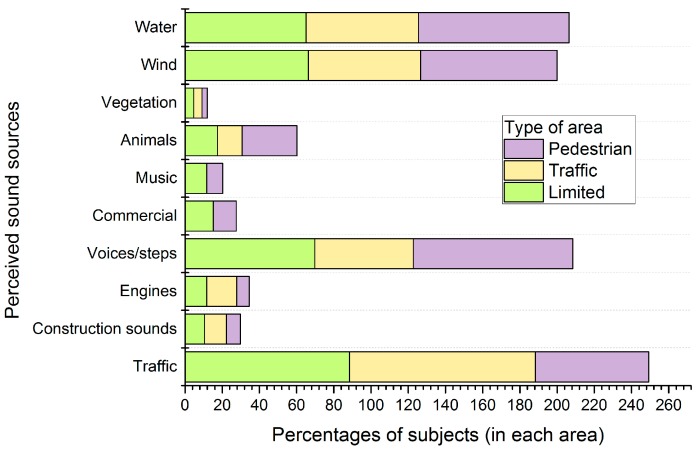 Perceived sound sources
Water
Wind
Vegetation
Animals
Music
Commercial
Voices/steps
Engines
Construction sounds
Traffic
Type of area
Pedestrian
Traffic
Limited
0 20 40 60 80 100 120 140 160 180 200 220 240 260
Percentages of subjects (in each area)